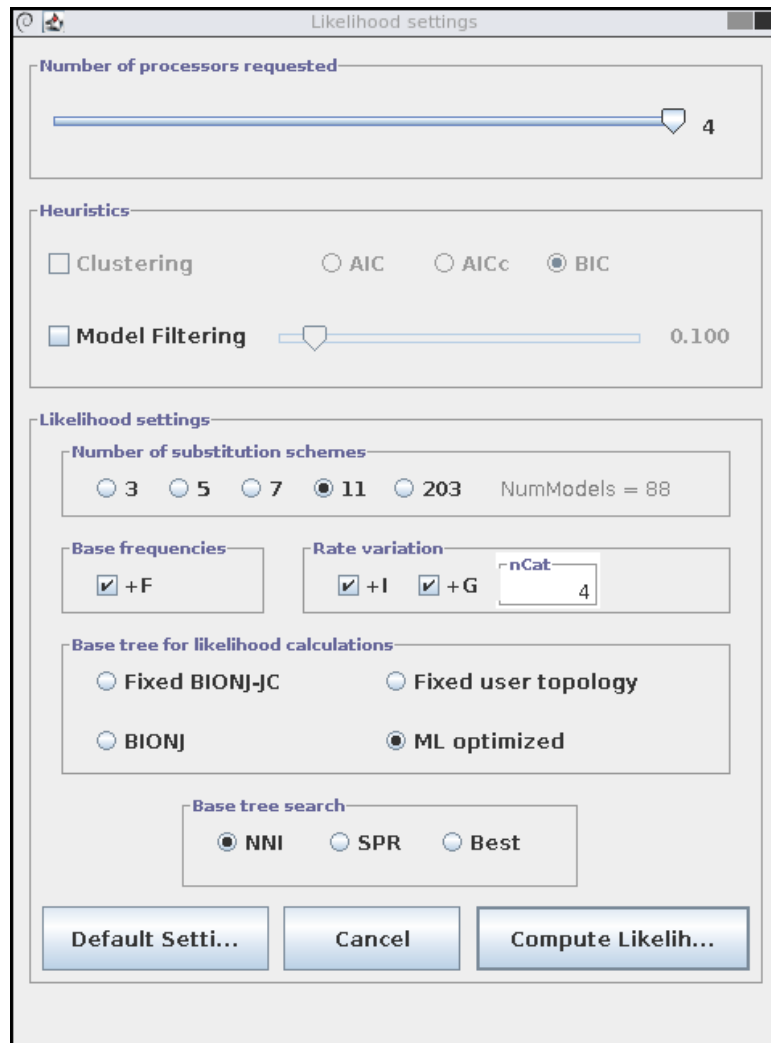 Likelihood settings
Number of processors requested
4
Heuristics
Clustering AIC AICc BIC
Model Filtering 0.100
Likelihood settings
Number of substitution schemes
3 5 7 11 203 NumModels = 88
Base frequencies Rate variation
+F +I +G nCat 4
Base tree for likelihood calculations
Fixed BIONJ-JC Fixed user topology
BIONJ ML optimized
Base tree search
NNI SPR Best
Default Setti... Cancel Compute Likelih...